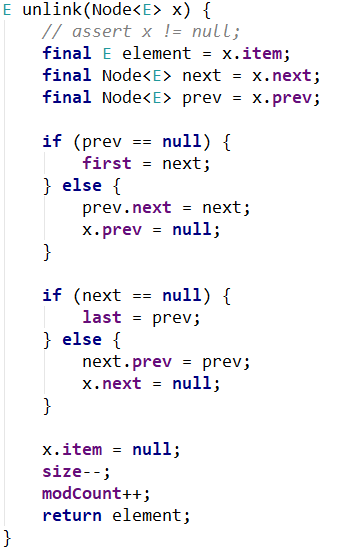 E unlink(Node<E> x) {
    // assert x != null;
    final E element = x.item;
    final Node<E> next = x.next;
    final Node<E> prev = x.prev;

    if (prev == null) {
        first = next;
    } else {
        prev.next = next;
        x.prev = null;
    }

    if (next == null) {
        last = prev;
    } else {
        next.prev = prev;
        x.next = null;
    }

    x.item = null;
    size--;
    modCount++;
    return element;
}